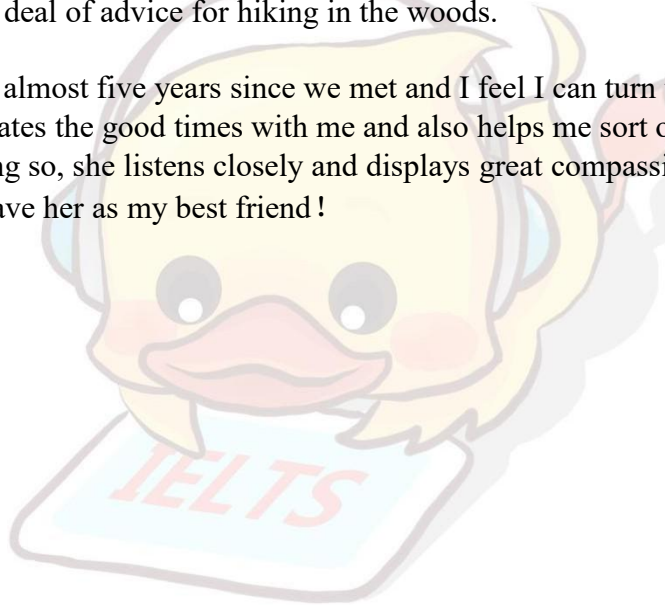 deal of advice for hiking in the woods.
almost five years since we met and I feel I can turn
ates the good times with me and also helps me sort
ng so, she listens closely and displays great compassi
ave her as my best friend!
IELTS